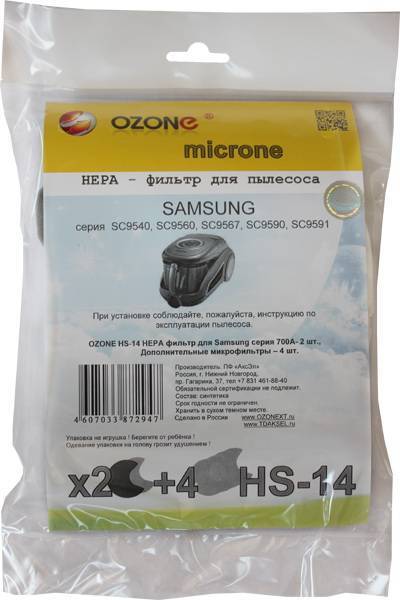 OZONE®
microne
HEPA - фильтр для пылесоса
SAMSUNG
серия SC9540, SC9560, SC9567, SC9590, SC9591
При установке соблюдайте, пожалуйста, инструкцию по
эксплуатации пылесоса.
OZONE HS-14 HEPA фильтр для Samsung серия 700A- 2 шт.,
Дополнительные микрофильтры – 4 шт.
Производитель. ПФ «АксЭл»
Россия, г. Нижний Новгород,
пр. Гагарина, 37, тел +7 831 461-88-40
Обязательной сертификации не подлежит.
Состав: синтетика
Срок годности не ограничен.
Хранить в сухом темном месте.
Сделано в России
www.OZONEXT.ru
www.TDAKSEL.ru
4607033872947
Упаковка не игрушка ! Берегите от ребёнка !
Одевание упаковки на голову грозит удушением !
x2 +4 HS-14